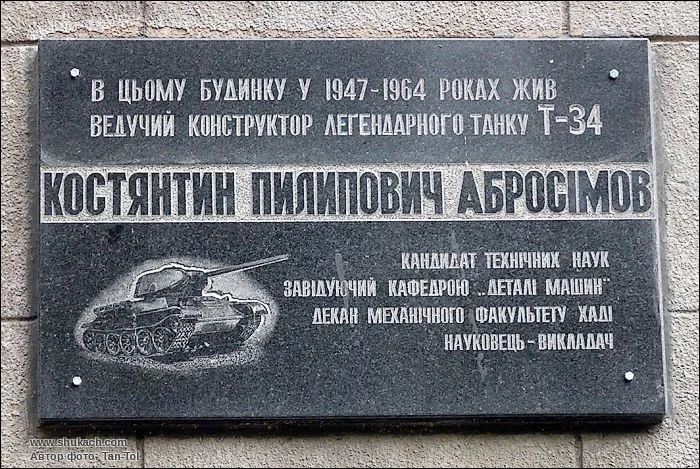 В ЦЬОМУ БУДИНКУ У 1947-1964 РОКАХ ЖИВ
ВЕДУЧИЙ КОНСТРУКТОР ЛЕГЕНДАРНОГО ТАНКУ Т-34
КОСТЯНТИН ПИЛИПОВИЧ АБРОСІМОВ
КАНДИДАТ ТЕХНІЧНИХ НАУК
ЗАВІДУЮЧИЙ КАФЕДРОЮ „ДЕТАЛІ МАШИН"
ДЕКАН МЕХАНІЧНОГО ФАКУЛЬТЕТУ ХАДІ
НАУКОВЕЦЬ-ВИКЛАДАЧ
www.shukach.com
Автор фото- Tan-Tol